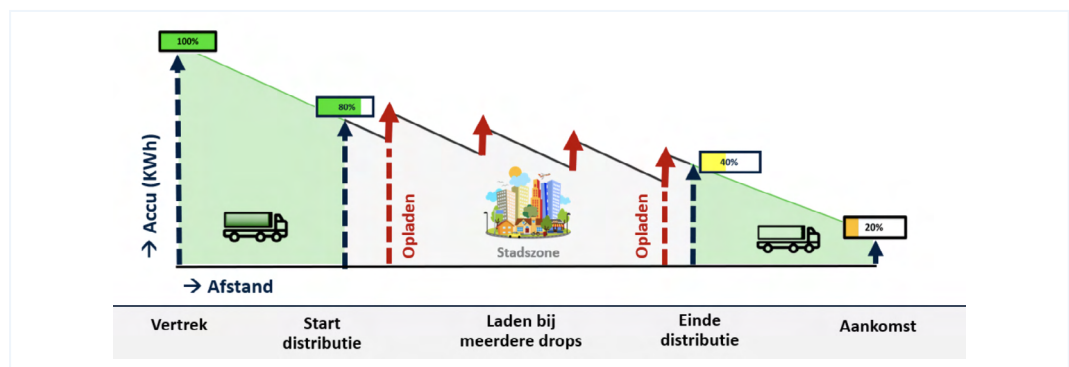 100%
80%
40%
20%
→ Accu (KWh)
Opladen
Opladen
Stadszone
→ Afstand
Vertrek
Start
distributie
Laden bij
meerdere drops
Einde
distributie
Aankomst